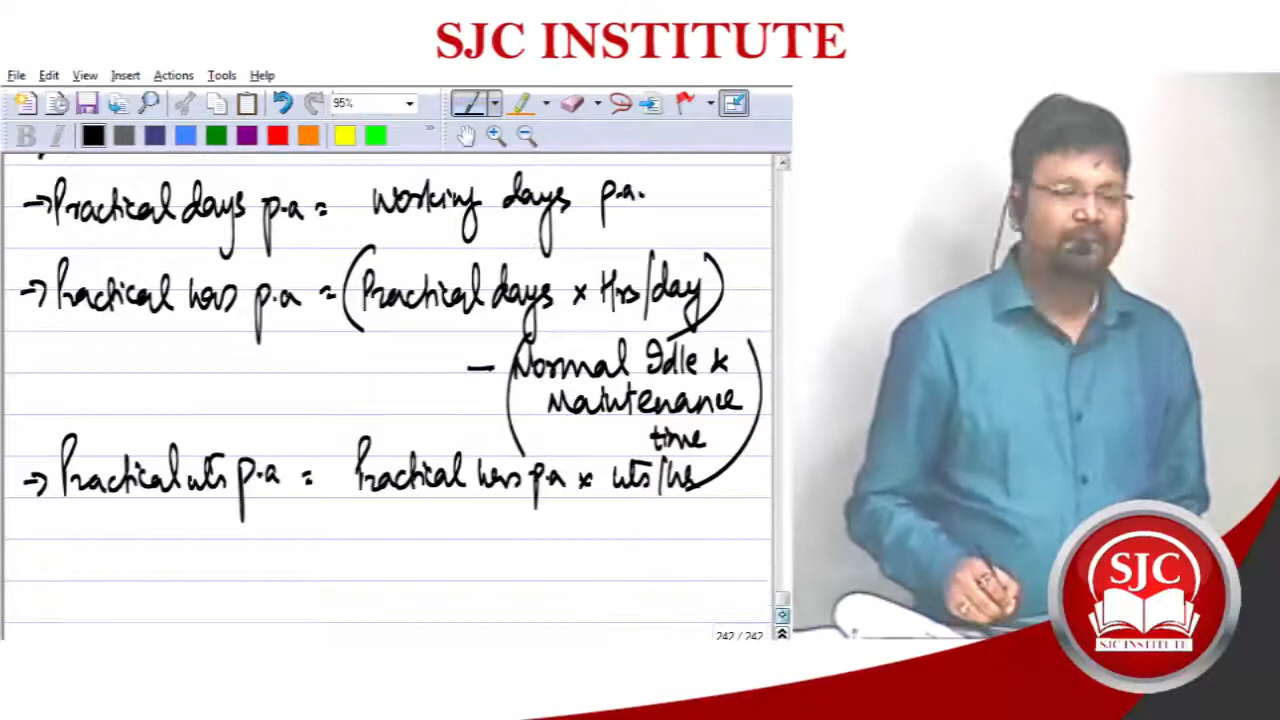 SJC INSTITUTE
File Edit View Insert Actions Tools Help
95%
B I
→ Practical days p.a = Working days p.a.
→ Practical hrs p.a = (Practical days × Hrs/day)
− (Normal Idle &
Maintenance
time)
→ Practical uts p.a = Practical hrs p.a × uts/hr
242 / 242
SJC
SJC INSTITUTE